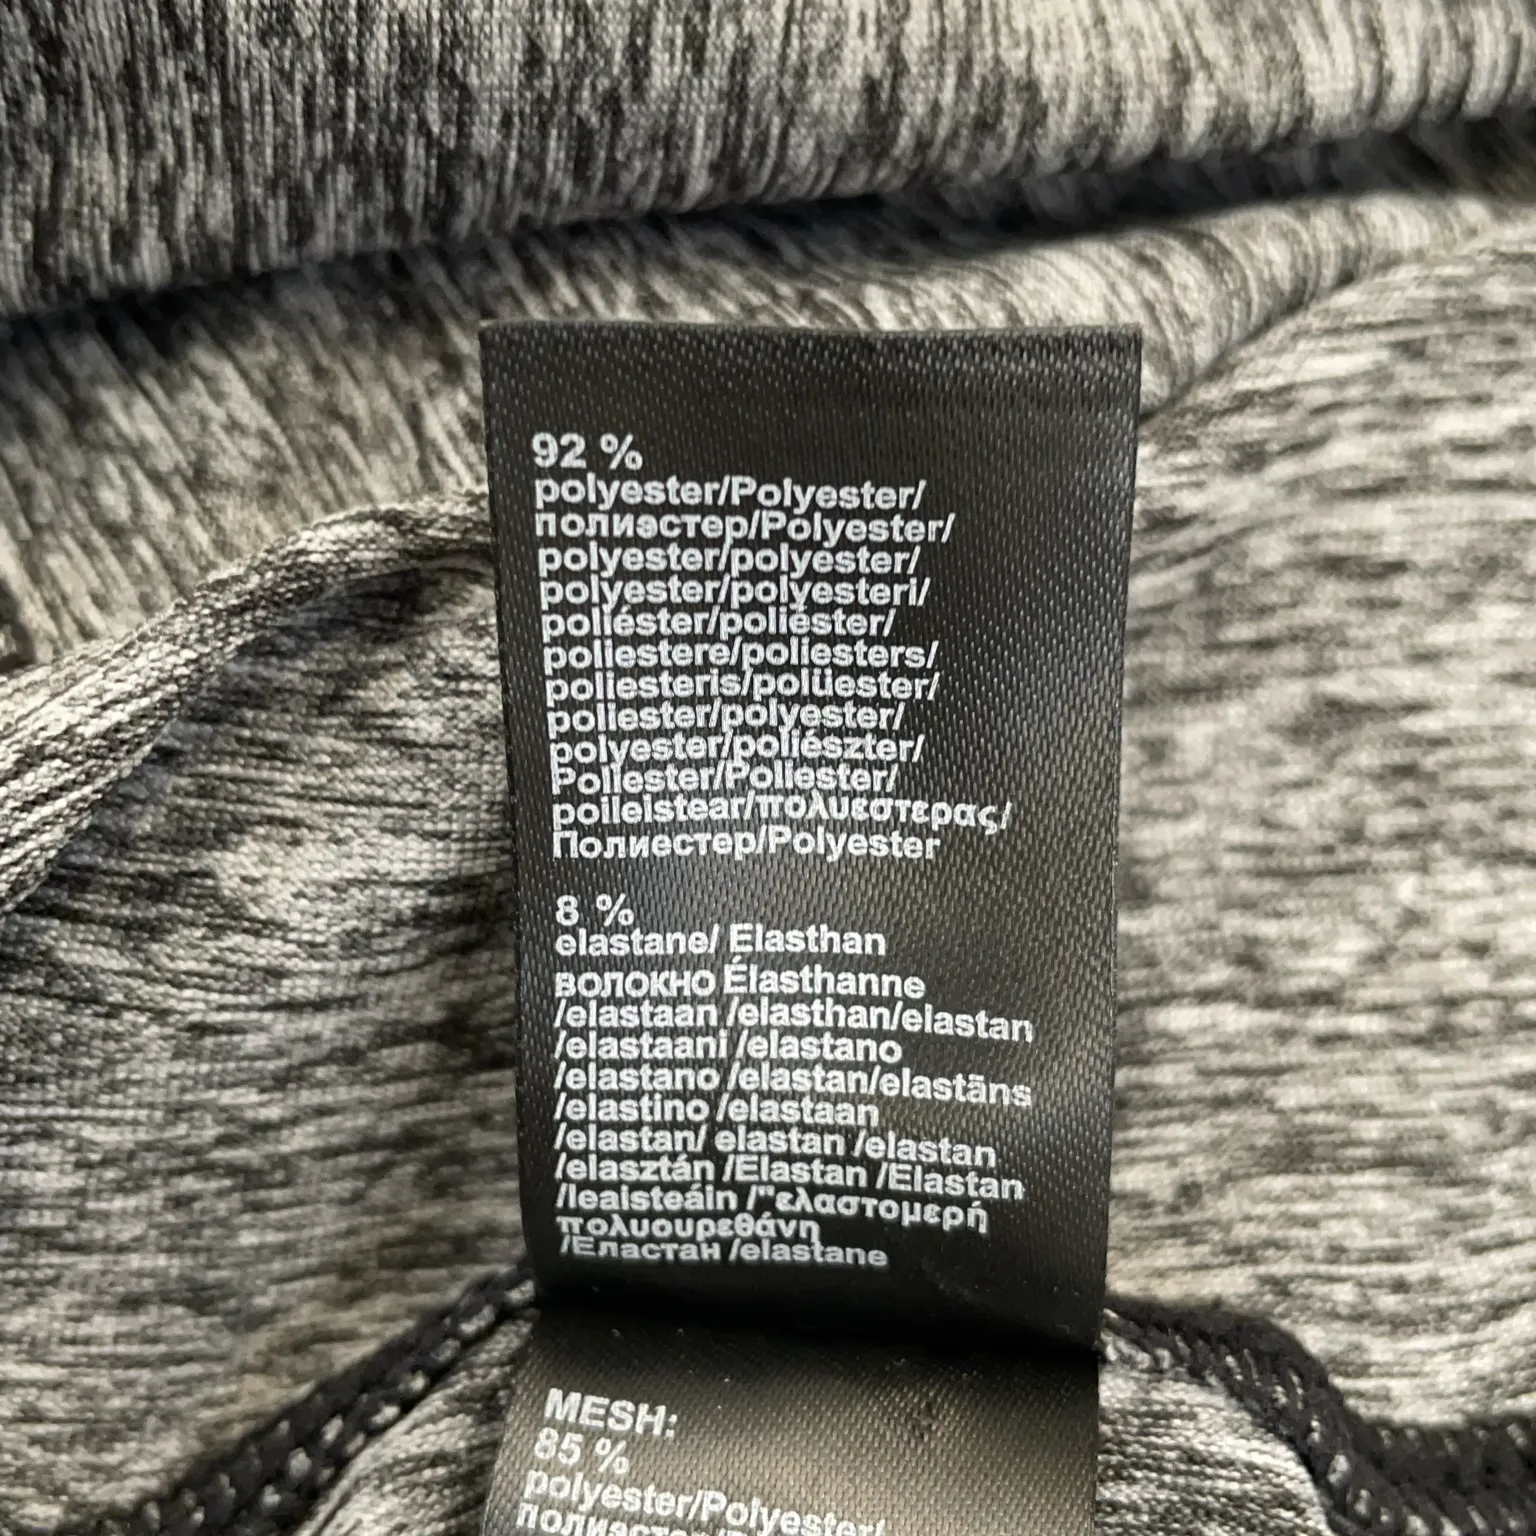 92 %
polyester/Polyester/
полиэстер/Polyester/
polyester/polyéster/
polyester/polyesteri/
poliéster/poliéster/
poliestere/poliesters/
poliesteris/polüester/
poliester/polyester/
polyester/poliészter/
Poliester/Poliester/
poileistear/πολυεστερας/
Полиестер/Polyester
8 %
elastane/ Elasthan
волокно Élasthanne
/elastaan /elasthan/elastan
/elastaani /elastano
/elastano /elastan/elastāns
/elastino /elastaan
/elastan/ elastan /elastan
/elasztán /Elastan /Elastan
/leaisteáin /"ελαστομερή
πολυουρεθάνη
/Еластан /elastane
MESH:
85 %
polyester/Polyester/
полиэстер/